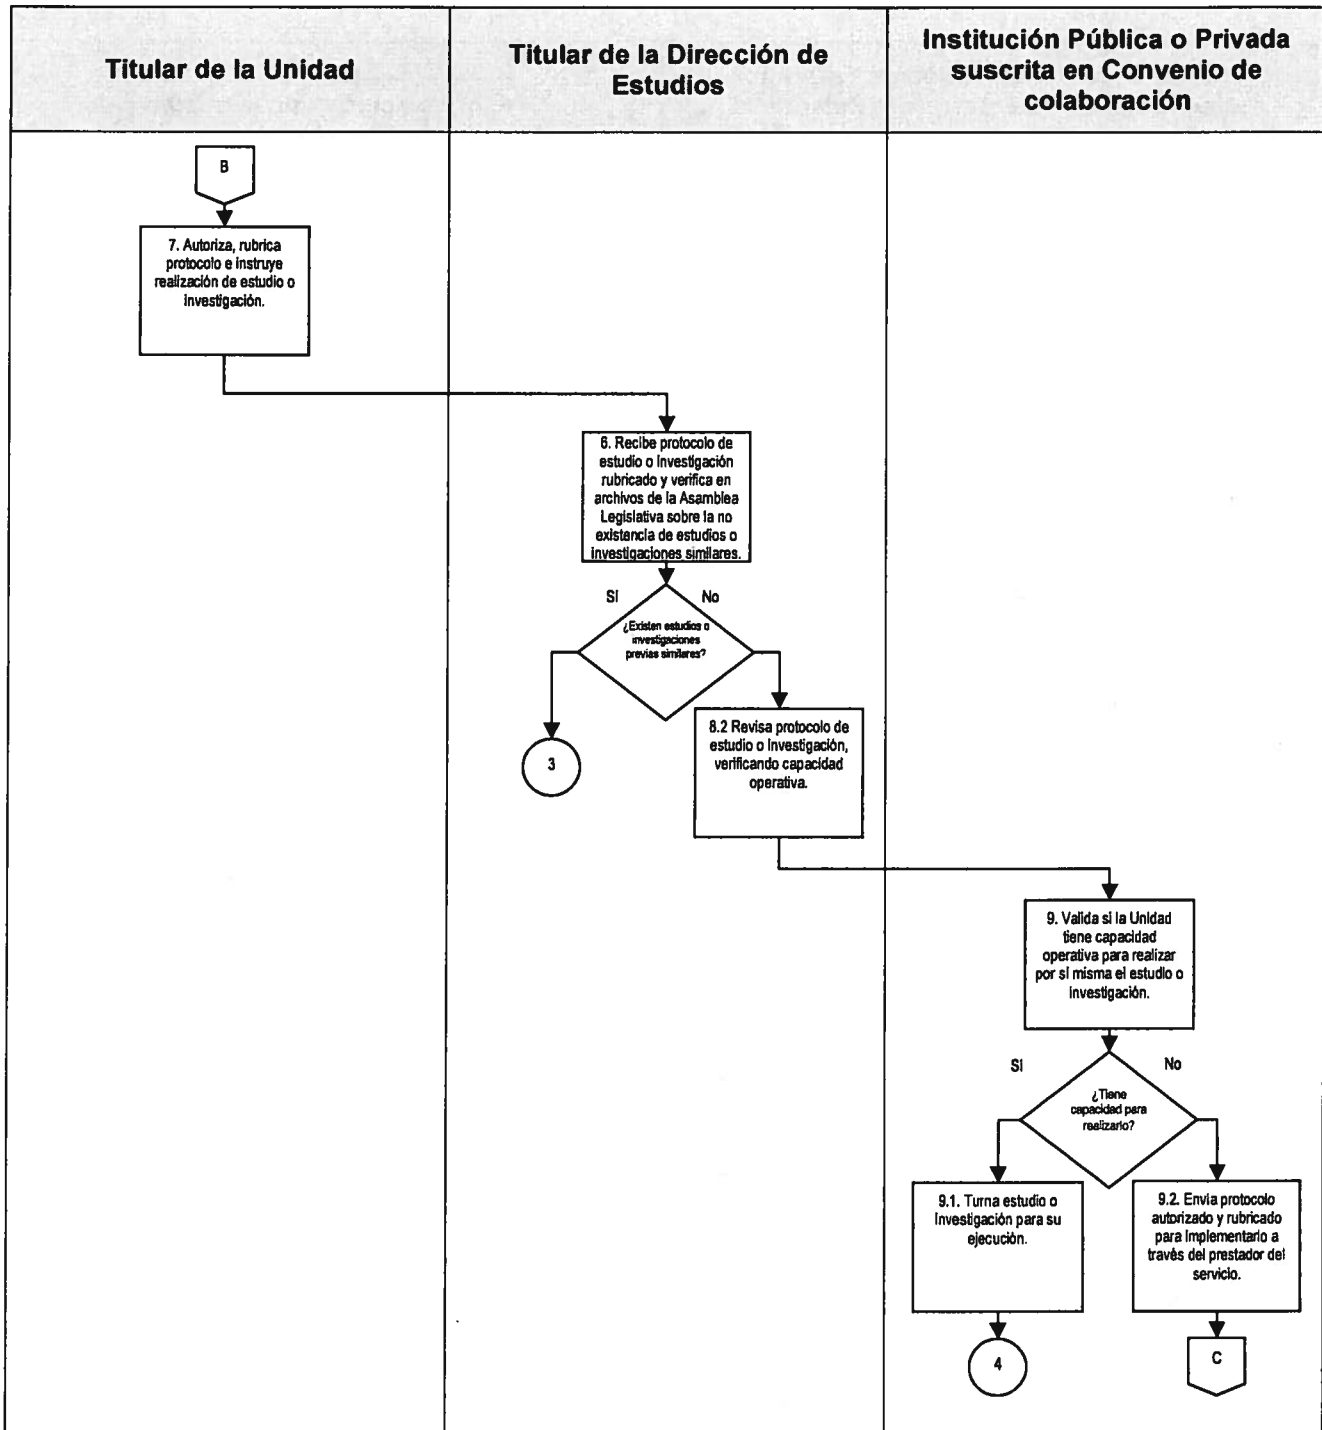 Titular de la Unidad
Titular de la Dirección de
Estudios
Institución Pública o Privada
suscrita en Convenio de
colaboración
B
7. Autoriza, rubrica
protocolo e instruye
realización de estudio o
investigación.
6. Recibe protocolo de
estudio o investigación
rubricado y verifica en
archivos de la Asamblea
Legislativa sobre la no
existencia de estudios o
investigaciones similares.
Si
No
¿Existen estudios o
investigaciones
previas similares?
3
8.2 Revisa protocolo de
estudio o investigación,
verificando capacidad
operativa.
9. Valida si la Unidad
tiene capacidad
operativa para realizar
por si misma el estudio o
investigación.
Si
No
¿Tiene
capacidad para
realizarlo?
9.1. Turna estudio o
investigación para su
ejecución.
9.2. Envía protocolo
autorizado y rubricado
para implementarlo a
través del prestador del
servicio.
4
C